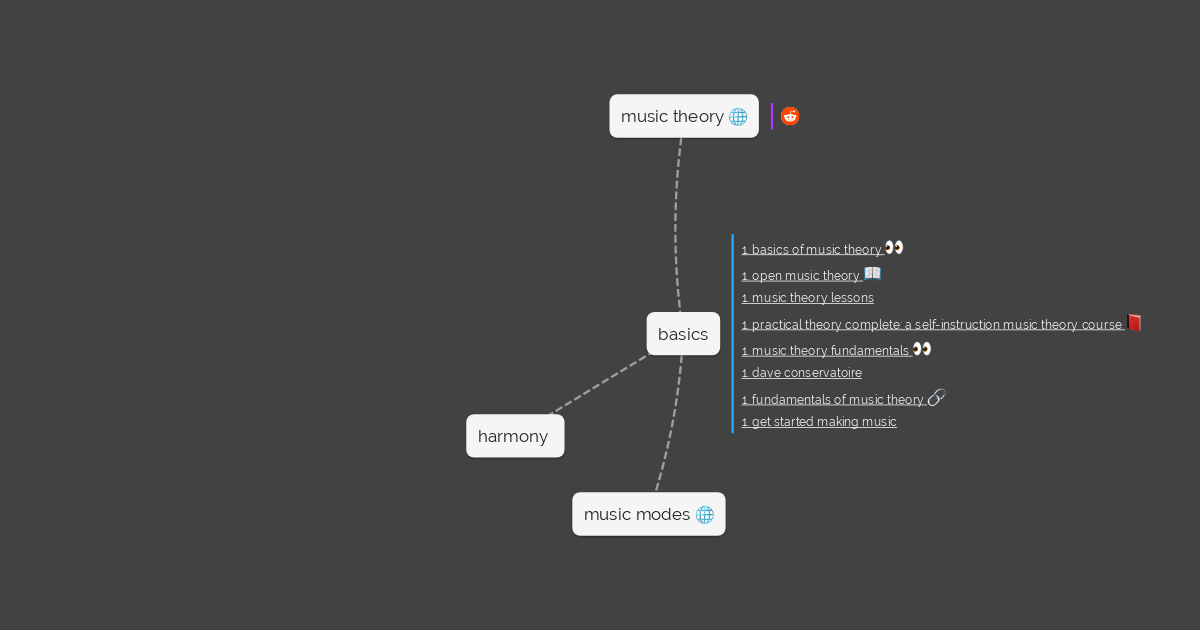 music theory
1 basics of music theory
1 open music theory
1 music theory lessons
1 practical theory complete: a self-instruction music theory course
1 music theory fundamentals
basics
1 dave conservatoire
1 fundamentals of music theory
1 get started making music
harmony
music modes